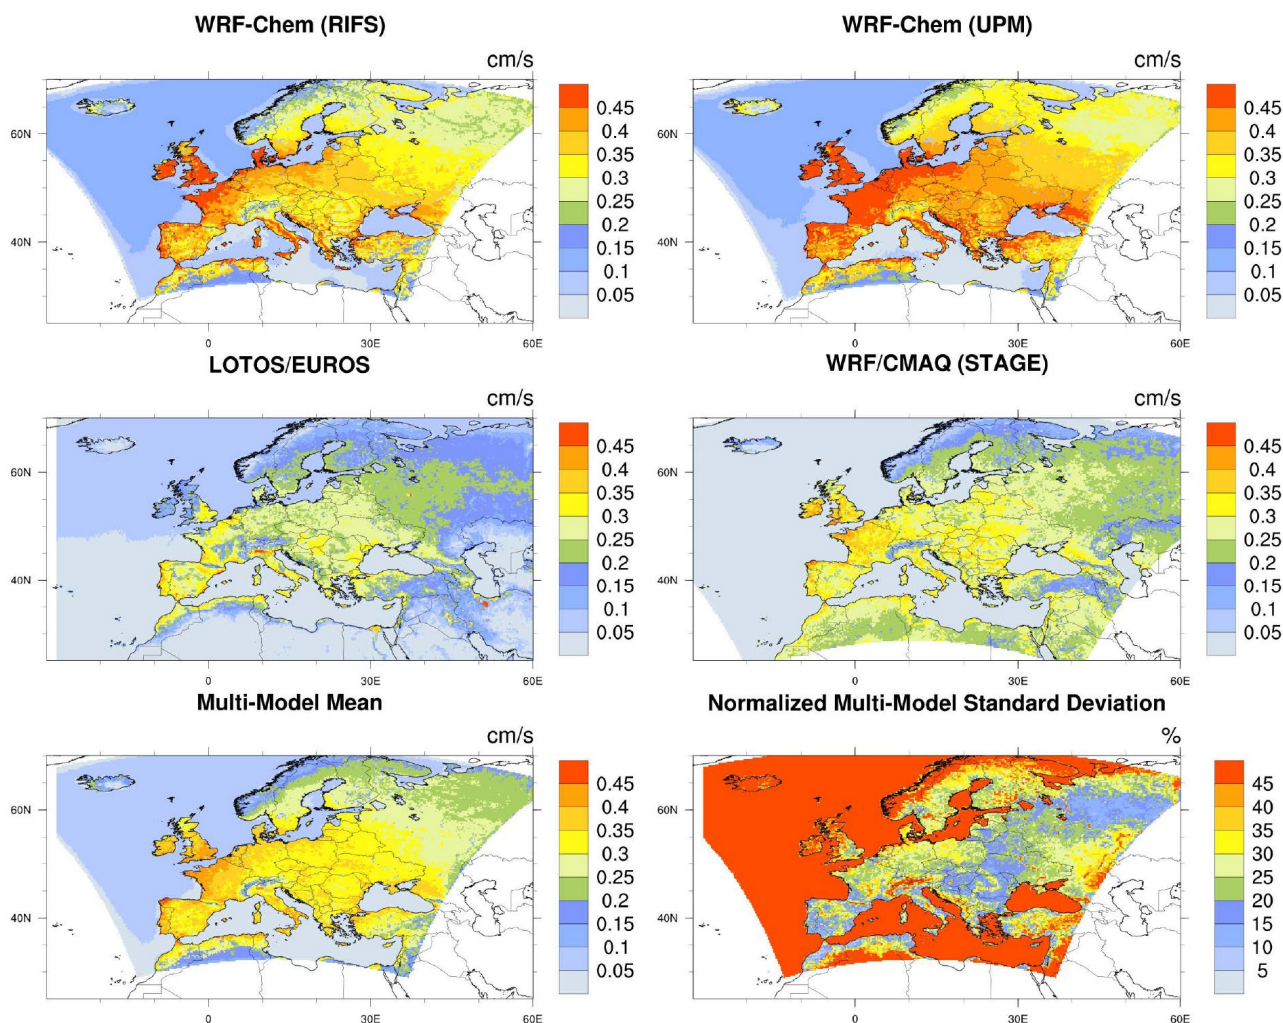 WRF-Chem (RIFS)
cm/s
60N
40N
0
30E
60E
0.45
0.4
0.35
0.3
0.25
0.2
0.15
0.1
0.05
WRF-Chem (UPM)
cm/s
60N
40N
0
30E
60E
0.45
0.4
0.35
0.3
0.25
0.2
0.15
0.1
0.05
LOTOS/EUROS
cm/s
60N
40N
0
30E
60E
0.45
0.4
0.35
0.3
0.25
0.2
0.15
0.1
0.05
WRF/CMAQ (STAGE)
cm/s
60N
40N
0
30E
60E
0.45
0.4
0.35
0.3
0.25
0.2
0.15
0.1
0.05
Multi-Model Mean
cm/s
60N
40N
0
30E
60E
0.45
0.4
0.35
0.3
0.25
0.2
0.15
0.1
0.05
Normalized Multi-Model Standard Deviation
%
60N
40N
0
30E
60E
45
40
35
30
25
20
15
10
5